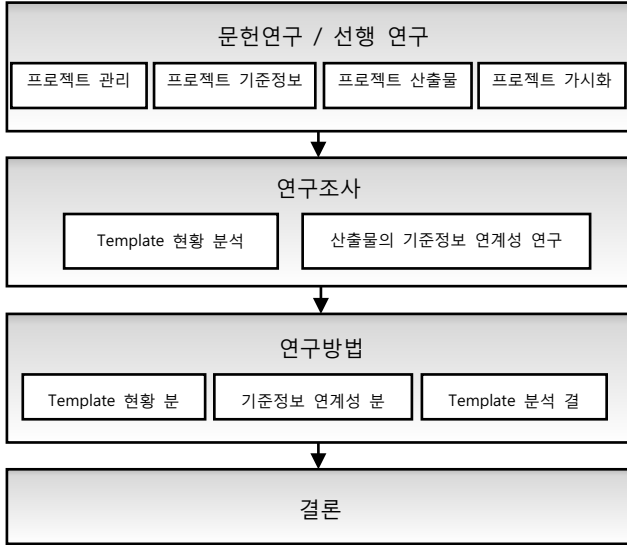 문헌연구 / 선행 연구
프로젝트 관리
프로젝트 기준정보
프로젝트 산출물
프로젝트 가시화
연구조사
Template 현황 분석
산출물의 기준정보 연계성 연구
연구방법
Template 현황 분
기준정보 연계성 분
Template 분석 결
결론